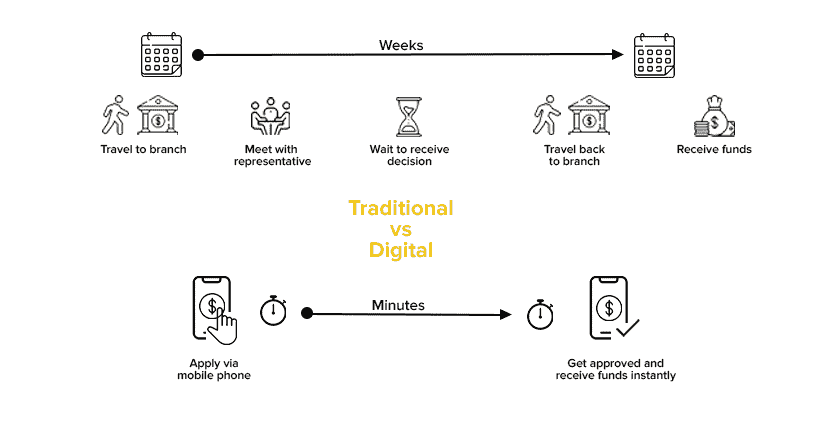 Weeks
Travel to branch
Meet with
representative
Wait to receive
decision
Travel back
to branch
Receive funds
Traditional
vs
Digital
Minutes
Apply via
mobile phone
Get approved and
receive funds instantly